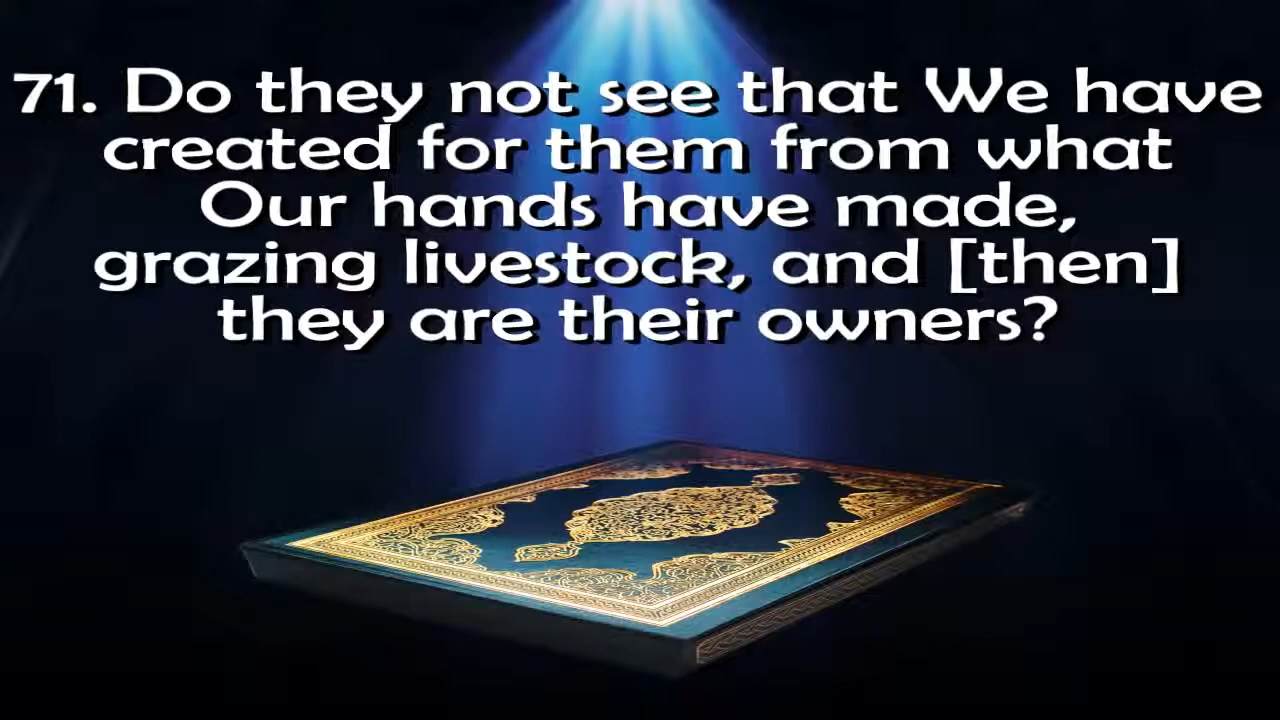 71. Do they not see that We have
created for them from what
Our hands have made,
grazing livestock, and [then]
they are their owners?